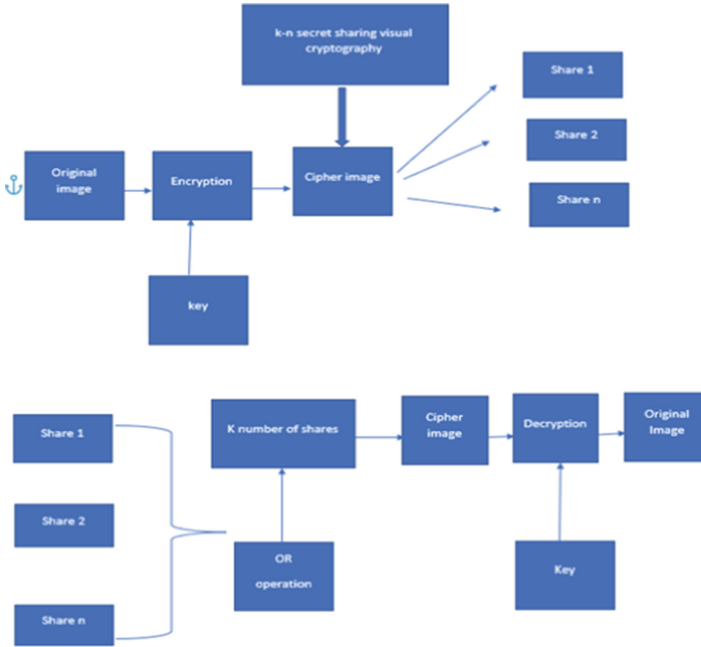 k-n secret sharing visual
cryptography
Share 1
Share 2
Share n
Original
image
Encryption
Cipher image
key
Share 1
Share 2
Share n
K number of shares
OR
operation
Cipher
image
Decryption
Key
Original
Image